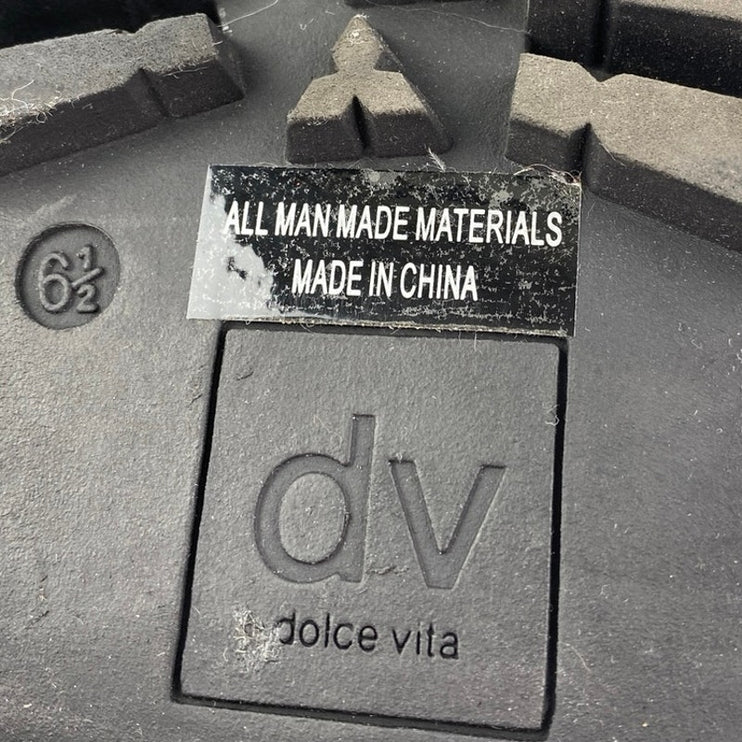 ALL MAN MADE MATERIALS
MADE IN CHINA
6½
dv
dolce vita